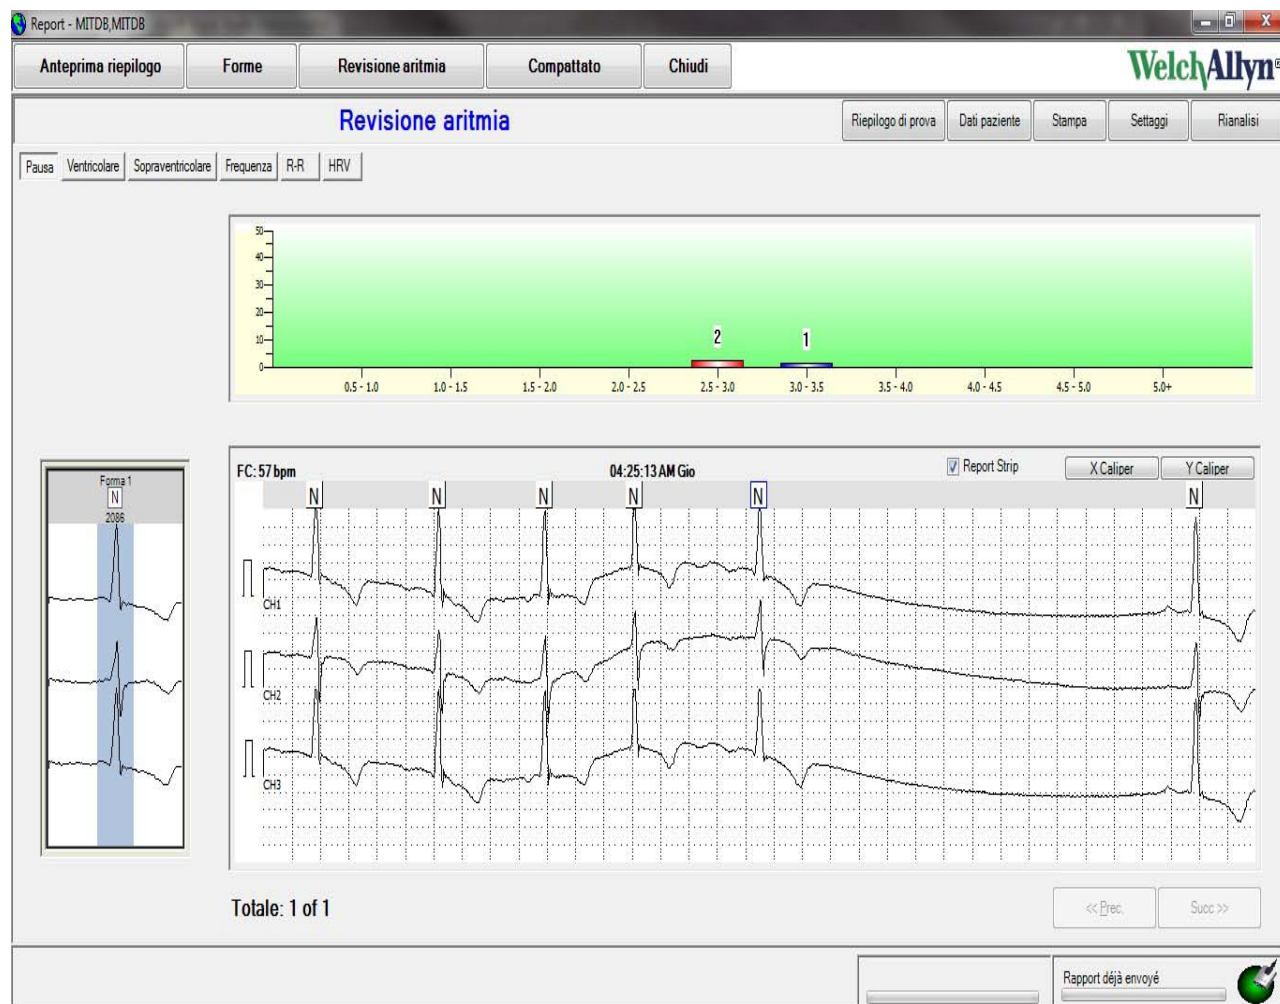 Report - MITDB,MITDB
Anteprima riepilogo Forme Revisione aritmia Compattato Chiudi WelchAllyn®
Revisione aritmia Riepilogo di prova Dati paziente Stampa Settaggi Rianalisi
Pausa Ventricolare Sopraventricolare Frequenza R-R HRV
50
40
30
20
10
0
2 1
0.5 - 1.0 1.0 - 1.5 1.5 - 2.0 2.0 - 2.5 2.5 - 3.0 3.0 - 3.5 3.5 - 4.0 4.0 - 4.5 4.5 - 5.0 5.0+
Forma 1
N
2086
FC: 57 bpm 04:25:13 AM Gio Report Strip X Caliper Y Caliper
N N N N N N
CH1
CH2
CH3
Totale: 1 of 1 << Prec. Succ >>
Rapport déjà envoyé